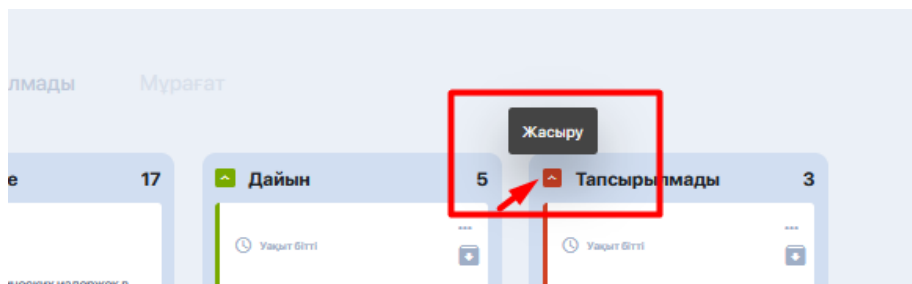 лмады Мұрағат
Жасыру
е 17 Дайын 5 Тапсырылмады 3
Уақыт бітті Уақыт бітті